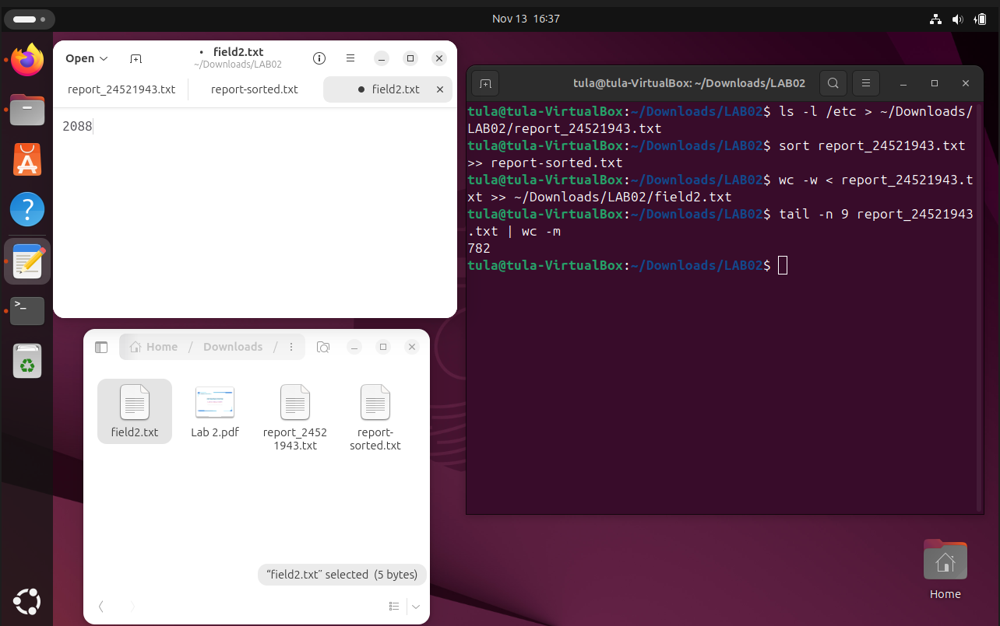 Nov 13 16:37
Open
• field2.txt
~/Downloads/LAB02
report_24521943.txt
report-sorted.txt
● field2.txt
2088
tula@tula-VirtualBox: ~/Downloads/LAB02
tula@tula-VirtualBox:~/Downloads/LAB02$ ls -l /etc > ~/Downloads/
LAB02/report_24521943.txt
tula@tula-VirtualBox:~/Downloads/LAB02$ sort report_24521943.txt
>> report-sorted.txt
tula@tula-VirtualBox:~/Downloads/LAB02$ wc -w < report_24521943.t
xt >> ~/Downloads/LAB02/field2.txt
tula@tula-VirtualBox:~/Downloads/LAB02$ tail -n 9 report_24521943
.txt | wc -m
782
tula@tula-VirtualBox:~/Downloads/LAB02$
Home / Downloads /
field2.txt
Lab 2.pdf
report_2452
1943.txt
report-
sorted.txt
“field2.txt” selected (5 bytes)
Home